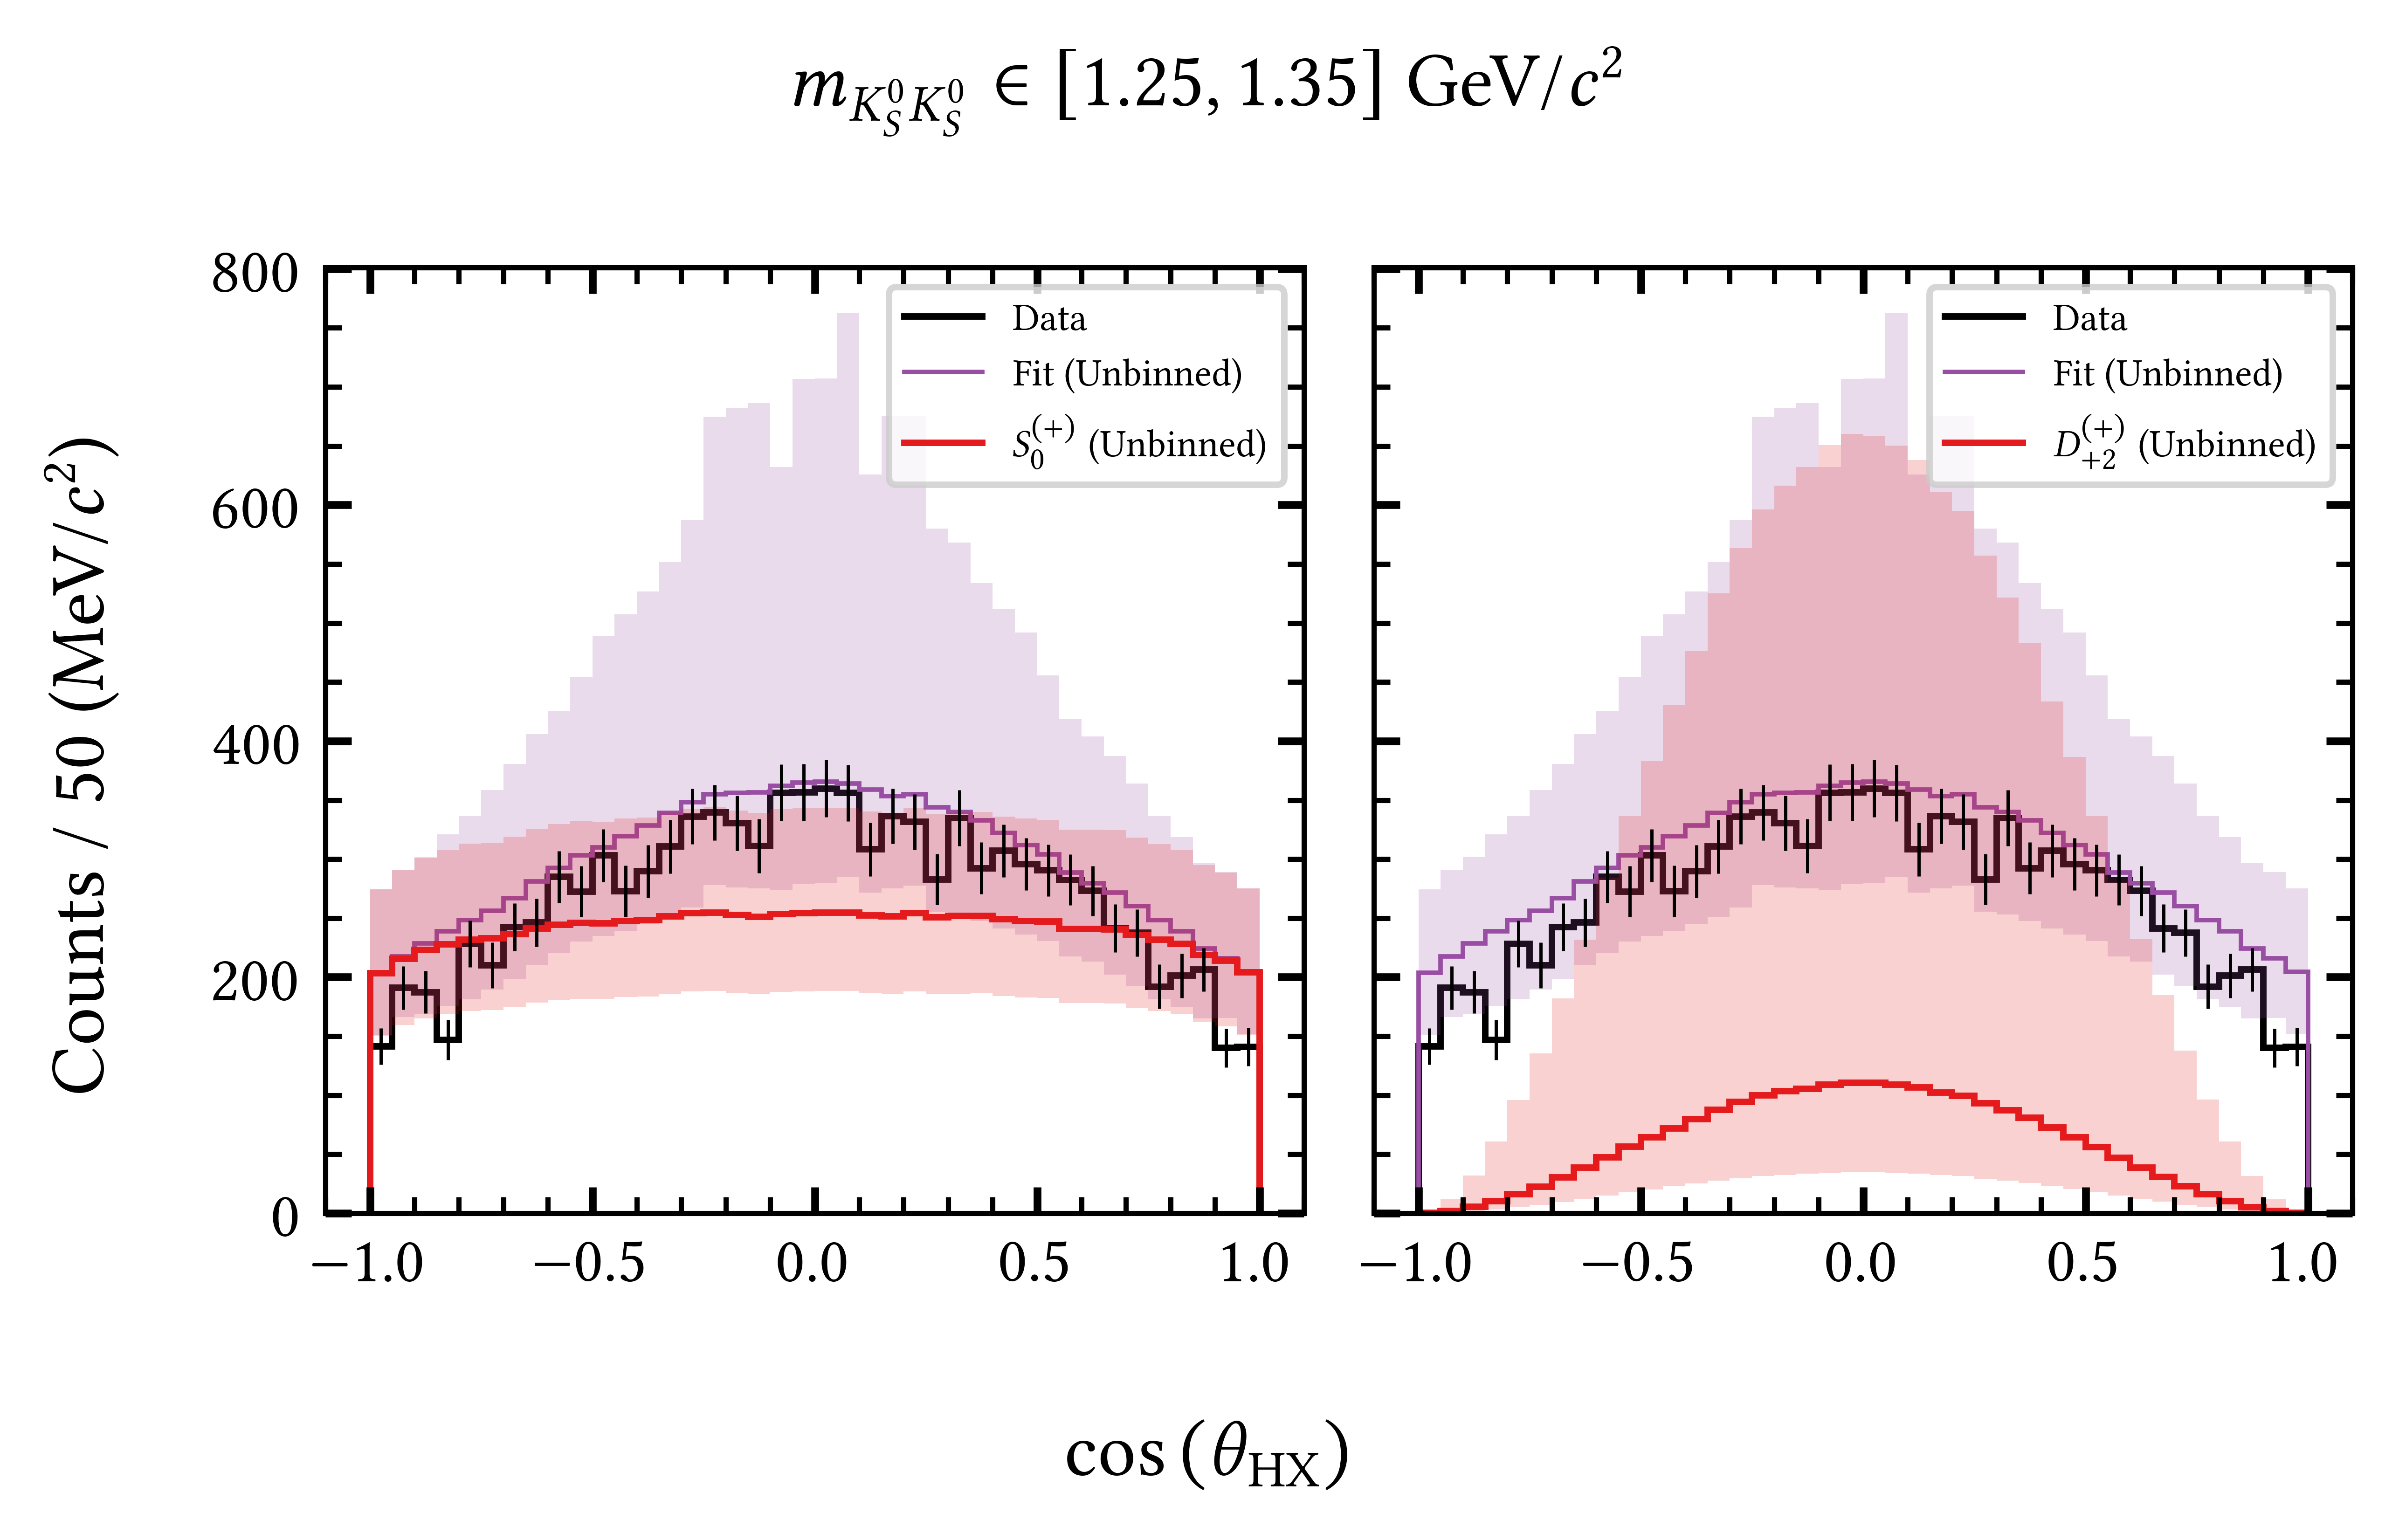 m_{K_S^0 K_S^0} ∈ [1.25, 1.35] GeV/c²
Counts / 50 (MeV/c²)
800
600
400
200
0
Data
Fit (Unbinned)
S_0^{(+)} (Unbinned)
−1.0 −0.5 0.0 0.5 1.0
Data
Fit (Unbinned)
D_{+2}^{(+)} (Unbinned)
−1.0 −0.5 0.0 0.5 1.0
cos (θ_HX)